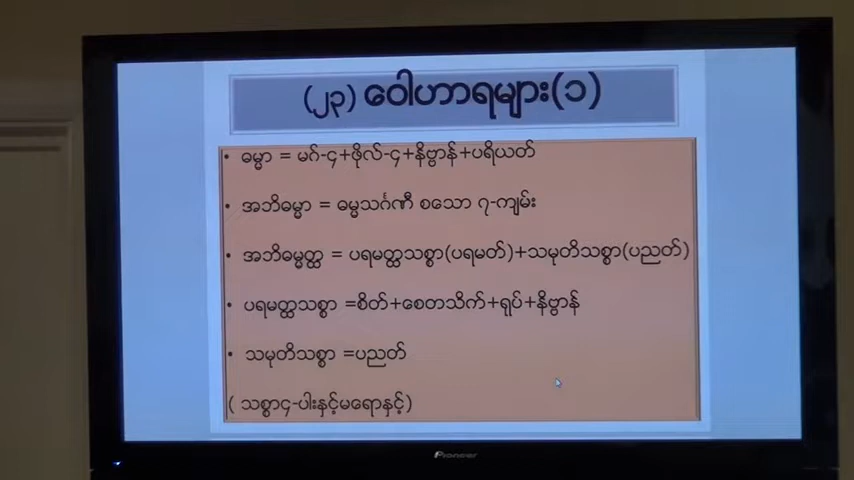 (၂၃) ဝေါဟာရများ(၁)
• ဓမ္မာ = မဂ်-၄+ဖိုလ်-၄+နိဗ္ဗာန်+ပရိယတ်
• အဘိဓမ္မာ = ဓမ္မသင်္ဂဏီ စသော ၇-ကျမ်း
• အဘိဓမ္မတ္ထ = ပရမတ္ထသစ္စာ(ပရမတ်)+သမုတိသစ္စာ(ပညတ်)
• ပရမတ္ထသစ္စာ =စိတ်+စေတသိက်+ရုပ်+နိဗ္ဗာန်
• သမုတိသစ္စာ =ပညတ်
( သစ္စာ၄-ပါးနှင့်မရောနှင့်)
Pioneer